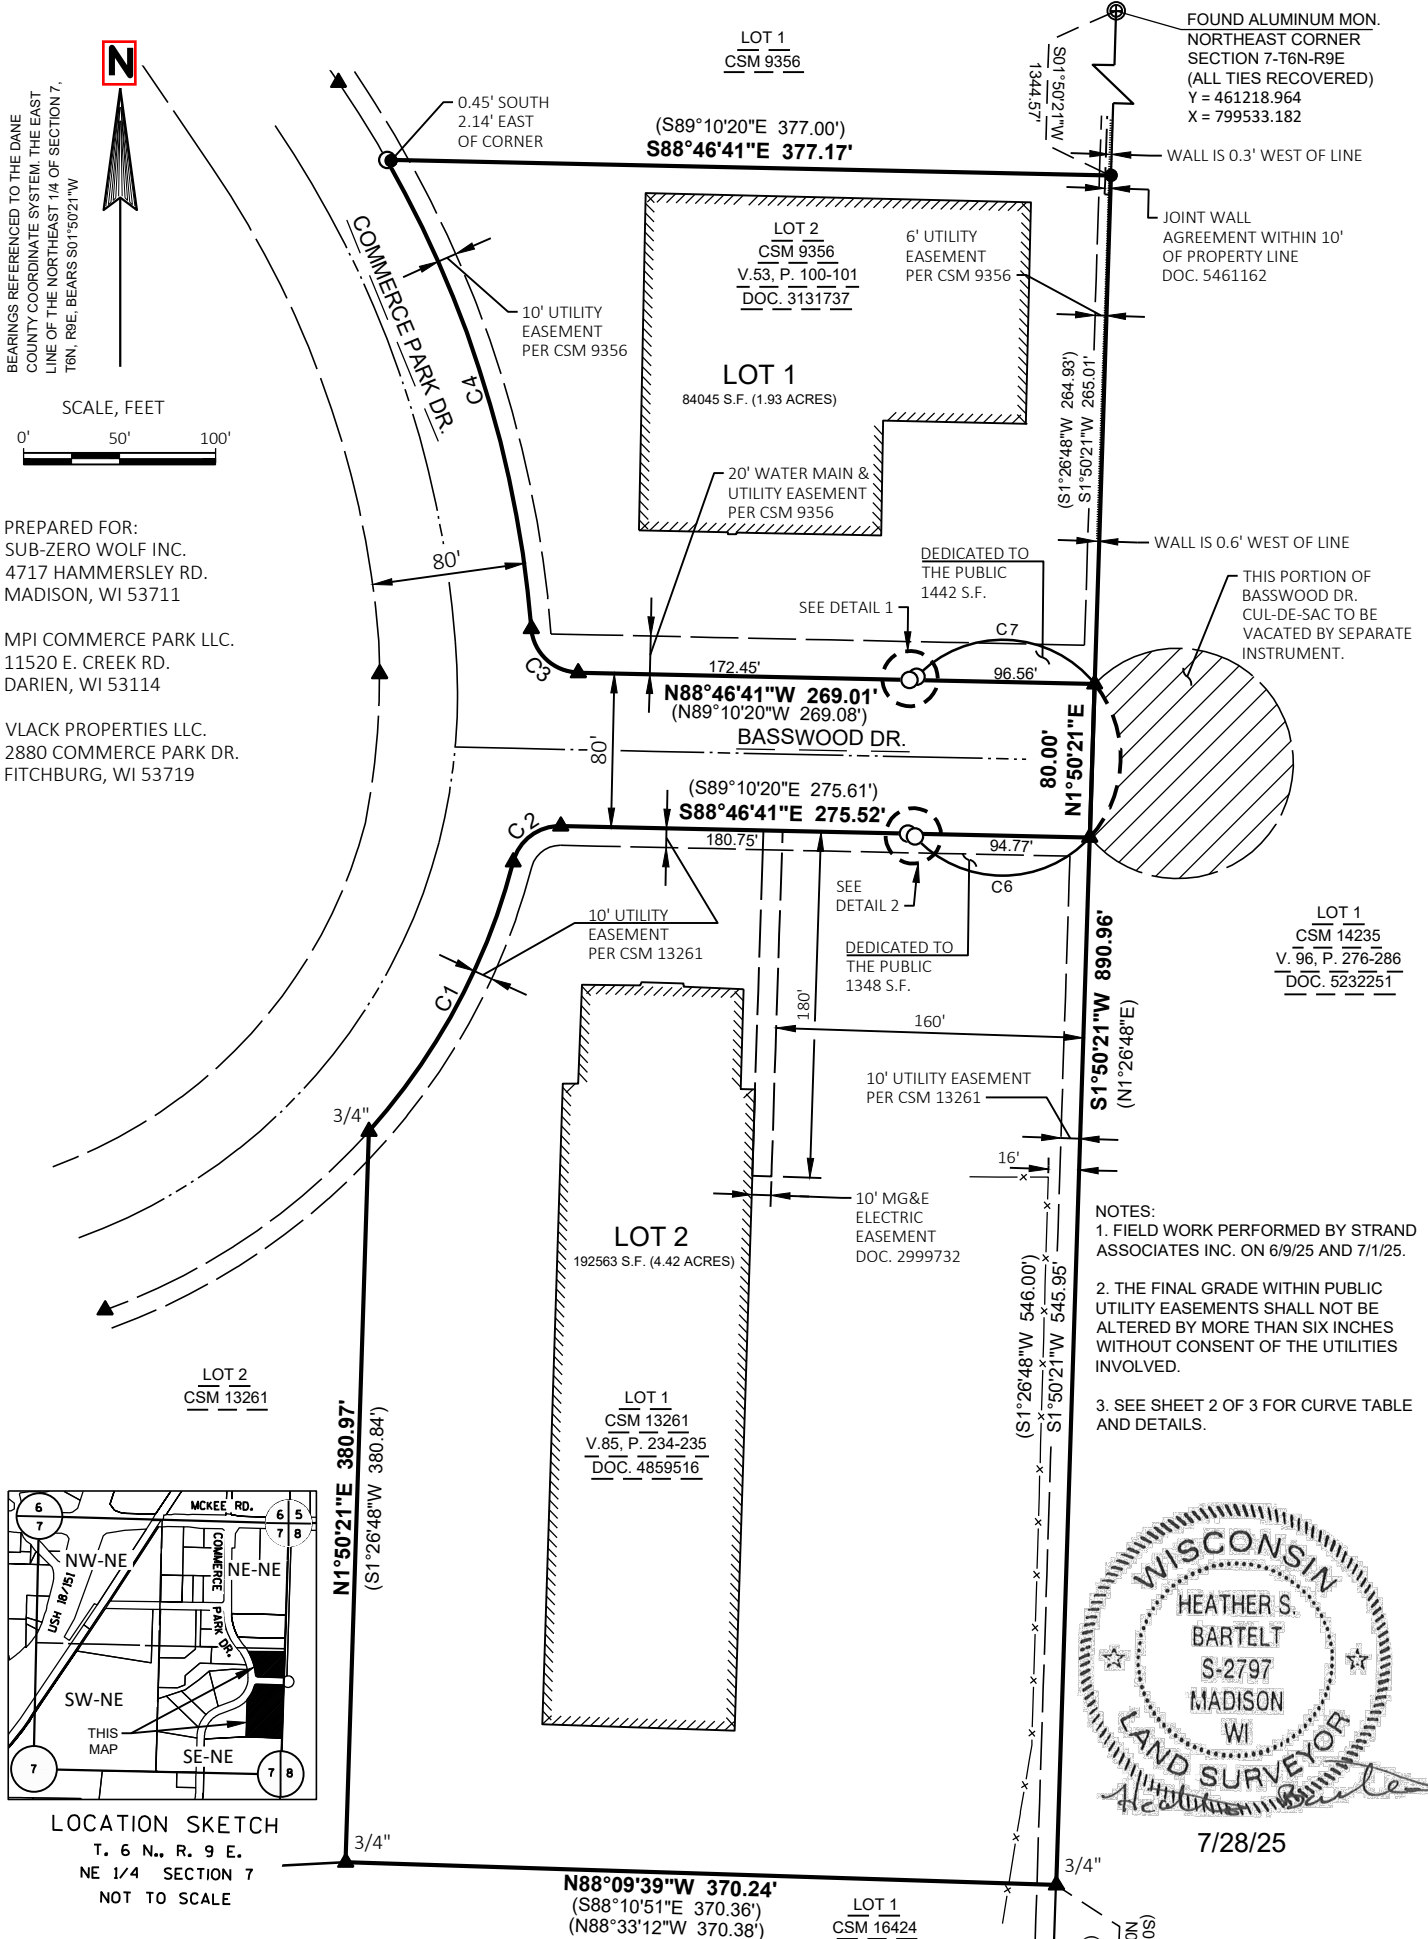 LOT 1
CSM 9356
FOUND ALUMINUM MON.
NORTHEAST CORNER
SECTION 7-T6N-R9E
(ALL TIES RECOVERED)
Y = 461218.964
X = 799533.182
S01°50'21"W
1344.57'
N
BEARINGS REFERENCED TO THE DANE
COUNTY COORDINATE SYSTEM. THE EAST
LINE OF THE NORTHEAST 1/4 OF SECTION 7,
T6N, R9E, BEARS S01°50'21"W
0.45' SOUTH
2.14' EAST
OF CORNER
(S89°10'20"E 377.00')
S88°46'41"E 377.17'
WALL IS 0.3' WEST OF LINE
JOINT WALL
AGREEMENT WITHIN 10'
OF PROPERTY LINE
DOC. 5461162
LOT 2
CSM 9356
V.53, P. 100-101
DOC. 3131737
6' UTILITY
EASEMENT
PER CSM 9356
COMMERCE PARK DR.
C4
10' UTILITY
EASEMENT
PER CSM 9356
LOT 1
84045 S.F. (1.93 ACRES)
(S1°26'48"W 264.93')
S1°50'21"W 265.01'
SCALE, FEET
0' 50' 100'
20' WATER MAIN &
UTILITY EASEMENT
PER CSM 9356
PREPARED FOR:
SUB-ZERO WOLF INC.
4717 HAMMERSLEY RD.
MADISON, WI 53711
MPI COMMERCE PARK LLC.
11520 E. CREEK RD.
DARIEN, WI 53114
VLACK PROPERTIES LLC.
2880 COMMERCE PARK DR.
FITCHBURG, WI 53719
80'
WALL IS 0.6' WEST OF LINE
DEDICATED TO
THE PUBLIC
1442 S.F.
SEE DETAIL 1
THIS PORTION OF
BASSWOOD DR.
CUL-DE-SAC TO BE
VACATED BY SEPARATE
INSTRUMENT.
C7
C3
172.45'
96.56'
N88°46'41"W 269.01'
(N89°10'20"W 269.08')
BASSWOOD DR.
80'
80.00'
N1°50'21"E
(S89°10'20"E 275.61')
S88°46'41"E 275.52'
C2
180.75'
94.77'
C6
SEE
DETAIL 2
10' UTILITY
EASEMENT
PER CSM 13261
DEDICATED TO
THE PUBLIC
1348 S.F.
LOT 1
CSM 14235
V. 96, P. 276-286
DOC. 5232251
C1
180'
160'
S1°50'21"W 890.96'
(N1°26'48"E)
10' UTILITY EASEMENT
PER CSM 13261
3/4"
16'
10' MG&E
ELECTRIC
EASEMENT
DOC. 2999732
LOT 2
192563 S.F. (4.42 ACRES)
NOTES:
1. FIELD WORK PERFORMED BY STRAND
ASSOCIATES INC. ON 6/9/25 AND 7/1/25.
2. THE FINAL GRADE WITHIN PUBLIC
UTILITY EASEMENTS SHALL NOT BE
ALTERED BY MORE THAN SIX INCHES
WITHOUT CONSENT OF THE UTILITIES
INVOLVED.
3. SEE SHEET 2 OF 3 FOR CURVE TABLE
AND DETAILS.
(S1°26'48"W 546.00')
S1°50'21"W 545.95'
LOT 2
CSM 13261
LOT 1
CSM 13261
V.85, P. 234-235
DOC. 4859516
N1°50'21"E 380.97'
(S1°26'48"W 380.84')
6
7
MCKEE RD.
6 5
7 8
NW-NE
NE-NE
COMMERCE PARK DR.
USH 18/151
SW-NE
THIS
MAP
SE-NE
7
7 8
LOCATION SKETCH
T. 6 N., R. 9 E.
NE 1/4 SECTION 7
NOT TO SCALE
WISCONSIN
HEATHER S.
BARTELT
S-2797
MADISON
WI
LAND SURVEYOR
7/28/25
3/4"
3/4"
N88°09'39"W 370.24'
(S88°10'51"E 370.36')
(N88°33'12"W 370.38')
LOT 1
CSM 16424